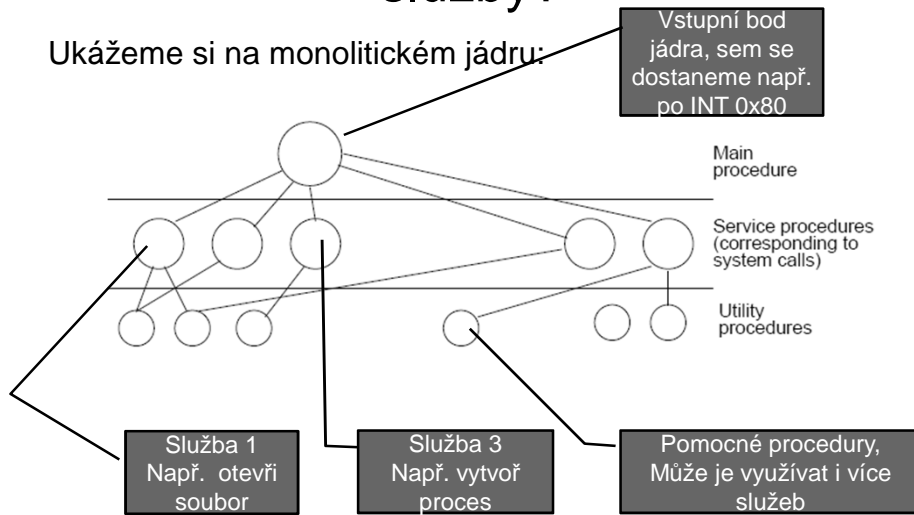 Ukážeme si na monolitickém jádru:
Vstupní bod
jádra, sem se
dostaneme např.
po INT 0x80
Main
procedure
Service procedures
(corresponding to
system calls)
Utility
procedures
Služba 1
Např.  otevři
soubor
Služba 3
Např. vytvoř
proces
Pomocné procedury,
Může je využívat i více
služeb